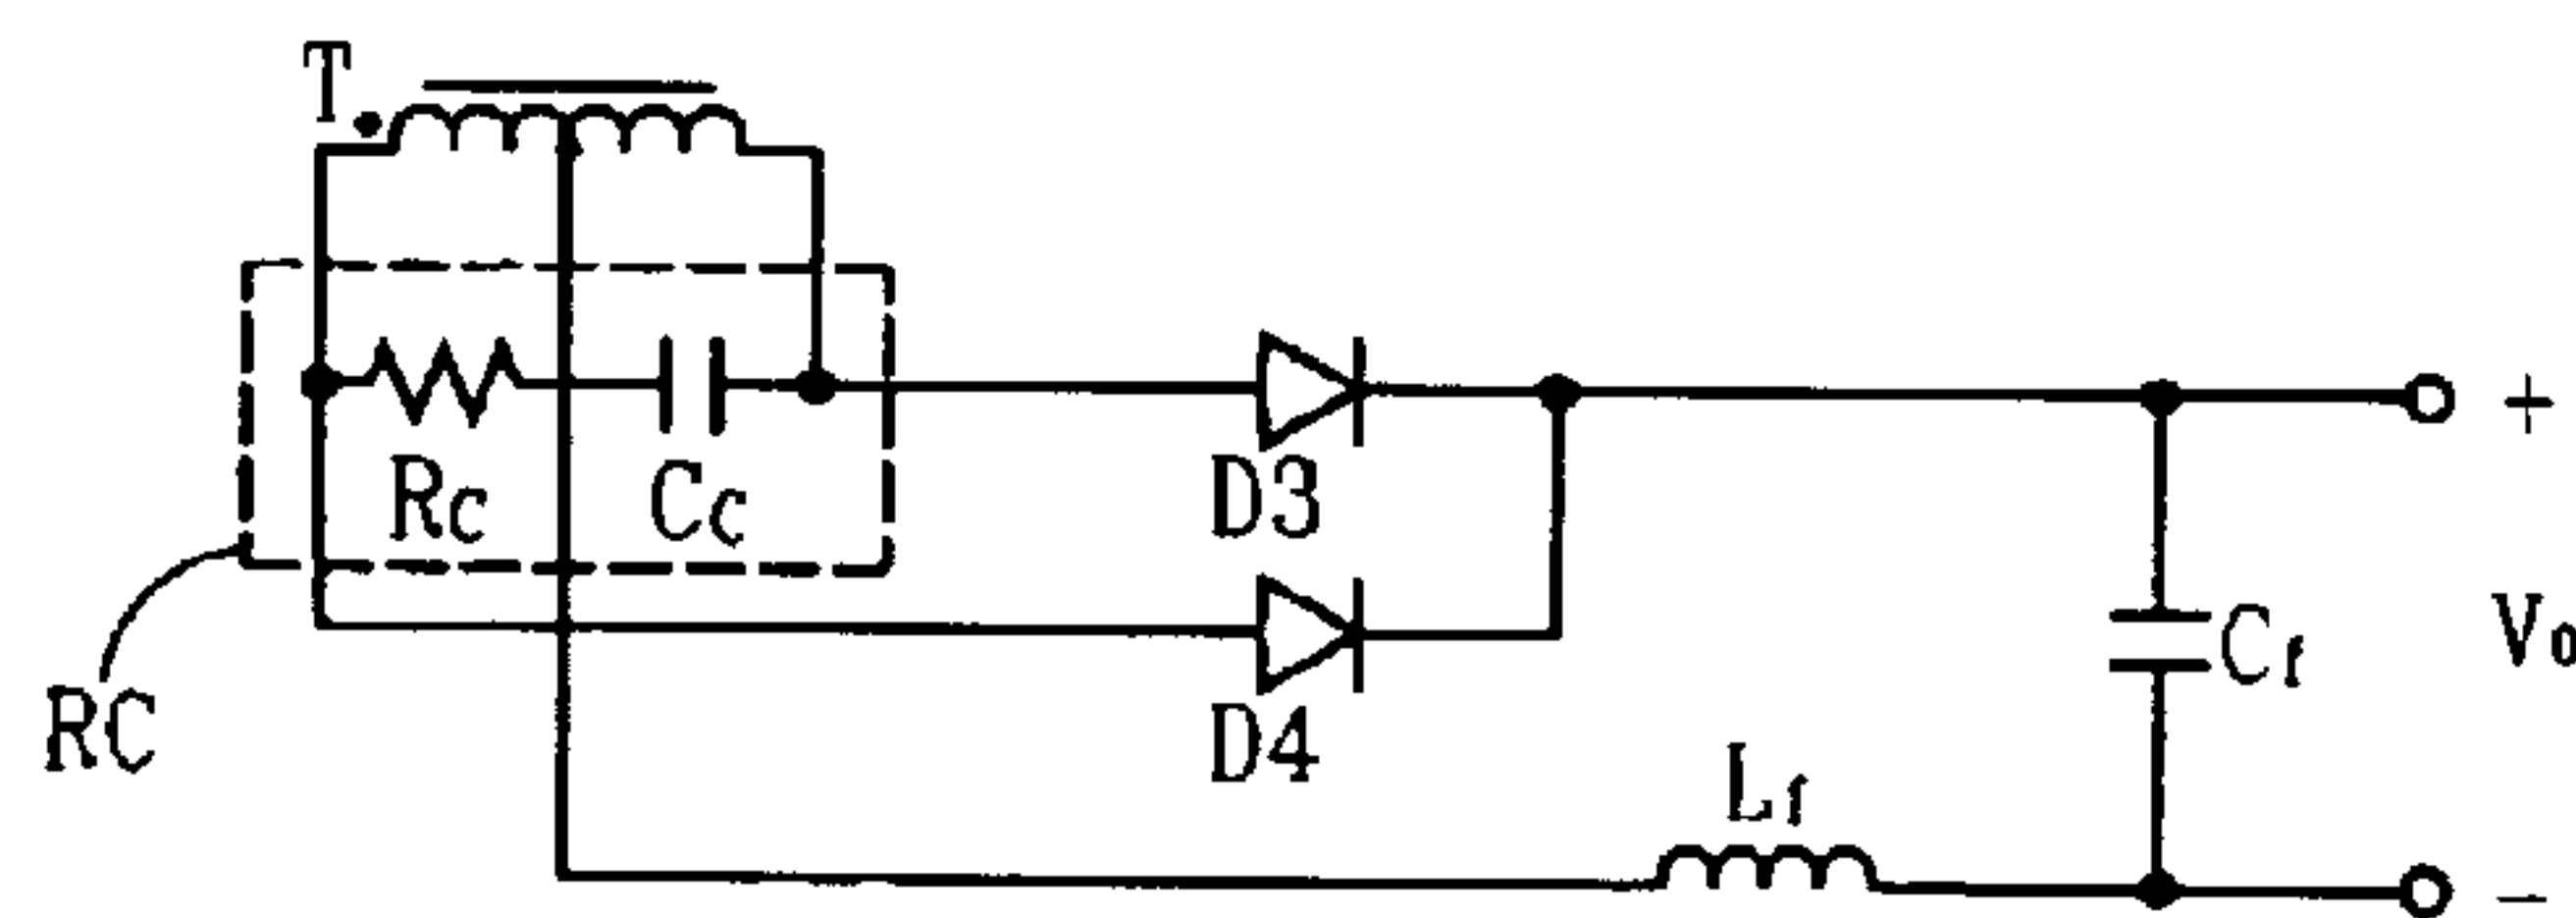 T
+
Rc Cc D3
Cf Vo
RC
D4 Lf
−